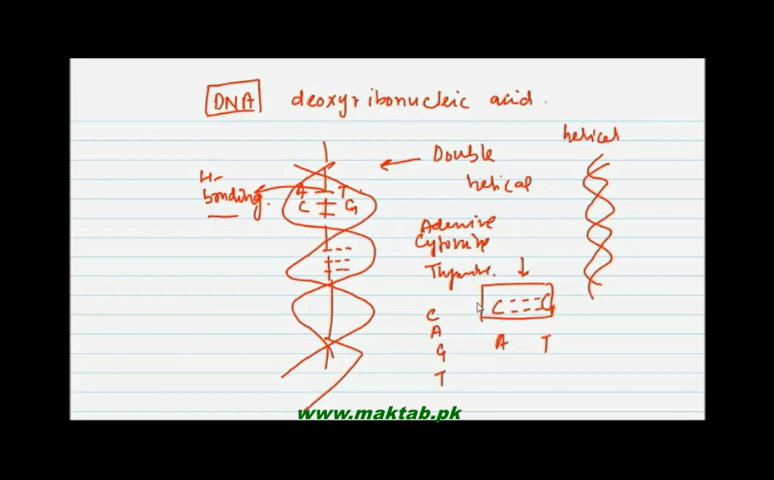 DNA deoxyribonucleic acid.
helical
Double
helical
H-
bonding.
A T
C G
Adenine
Cytosine
Thymine.
C
A
G
T
C G
A T
www.maktab.pk